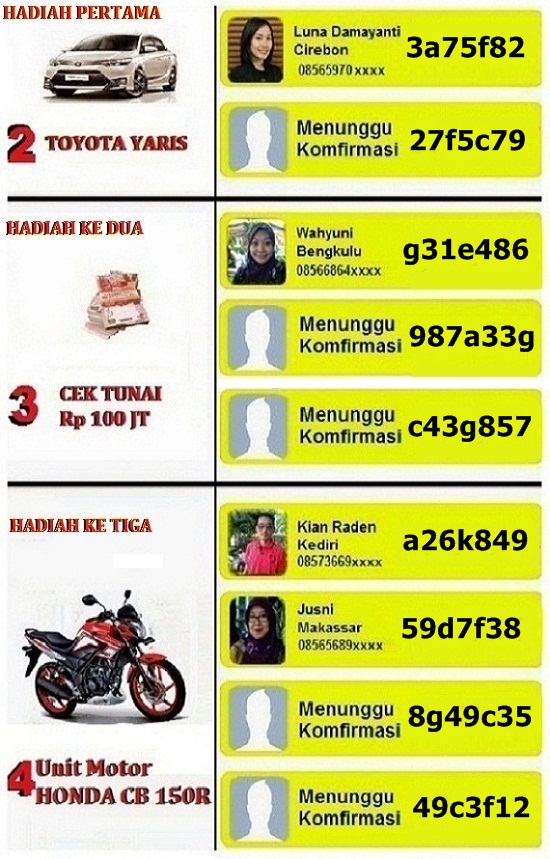 HADIAH PERTAMA
2 TOYOTA YARIS
Luna Damayanti
Cirebon
08565970xxxx
3a75f82
Menunggu
Komfirmasi
27f5c79
HADIAH KE DUA
3 CEK TUNAI
Rp 100 JT
Wahyuni
Bengkulu
08566864xxxx
g31e486
Menunggu
Komfirmasi
987a33g
Menunggu
Komfirmasi
c43g857
HADIAH KE TIGA
4 Unit Motor
HONDA CB 150R
Kian Raden
Kediri
08573669xxxx
a26k849
Jusni
Makassar
08565689xxxx
59d7f38
Menunggu
Komfirmasi
8g49c35
Menunggu
Komfirmasi
49c3f12